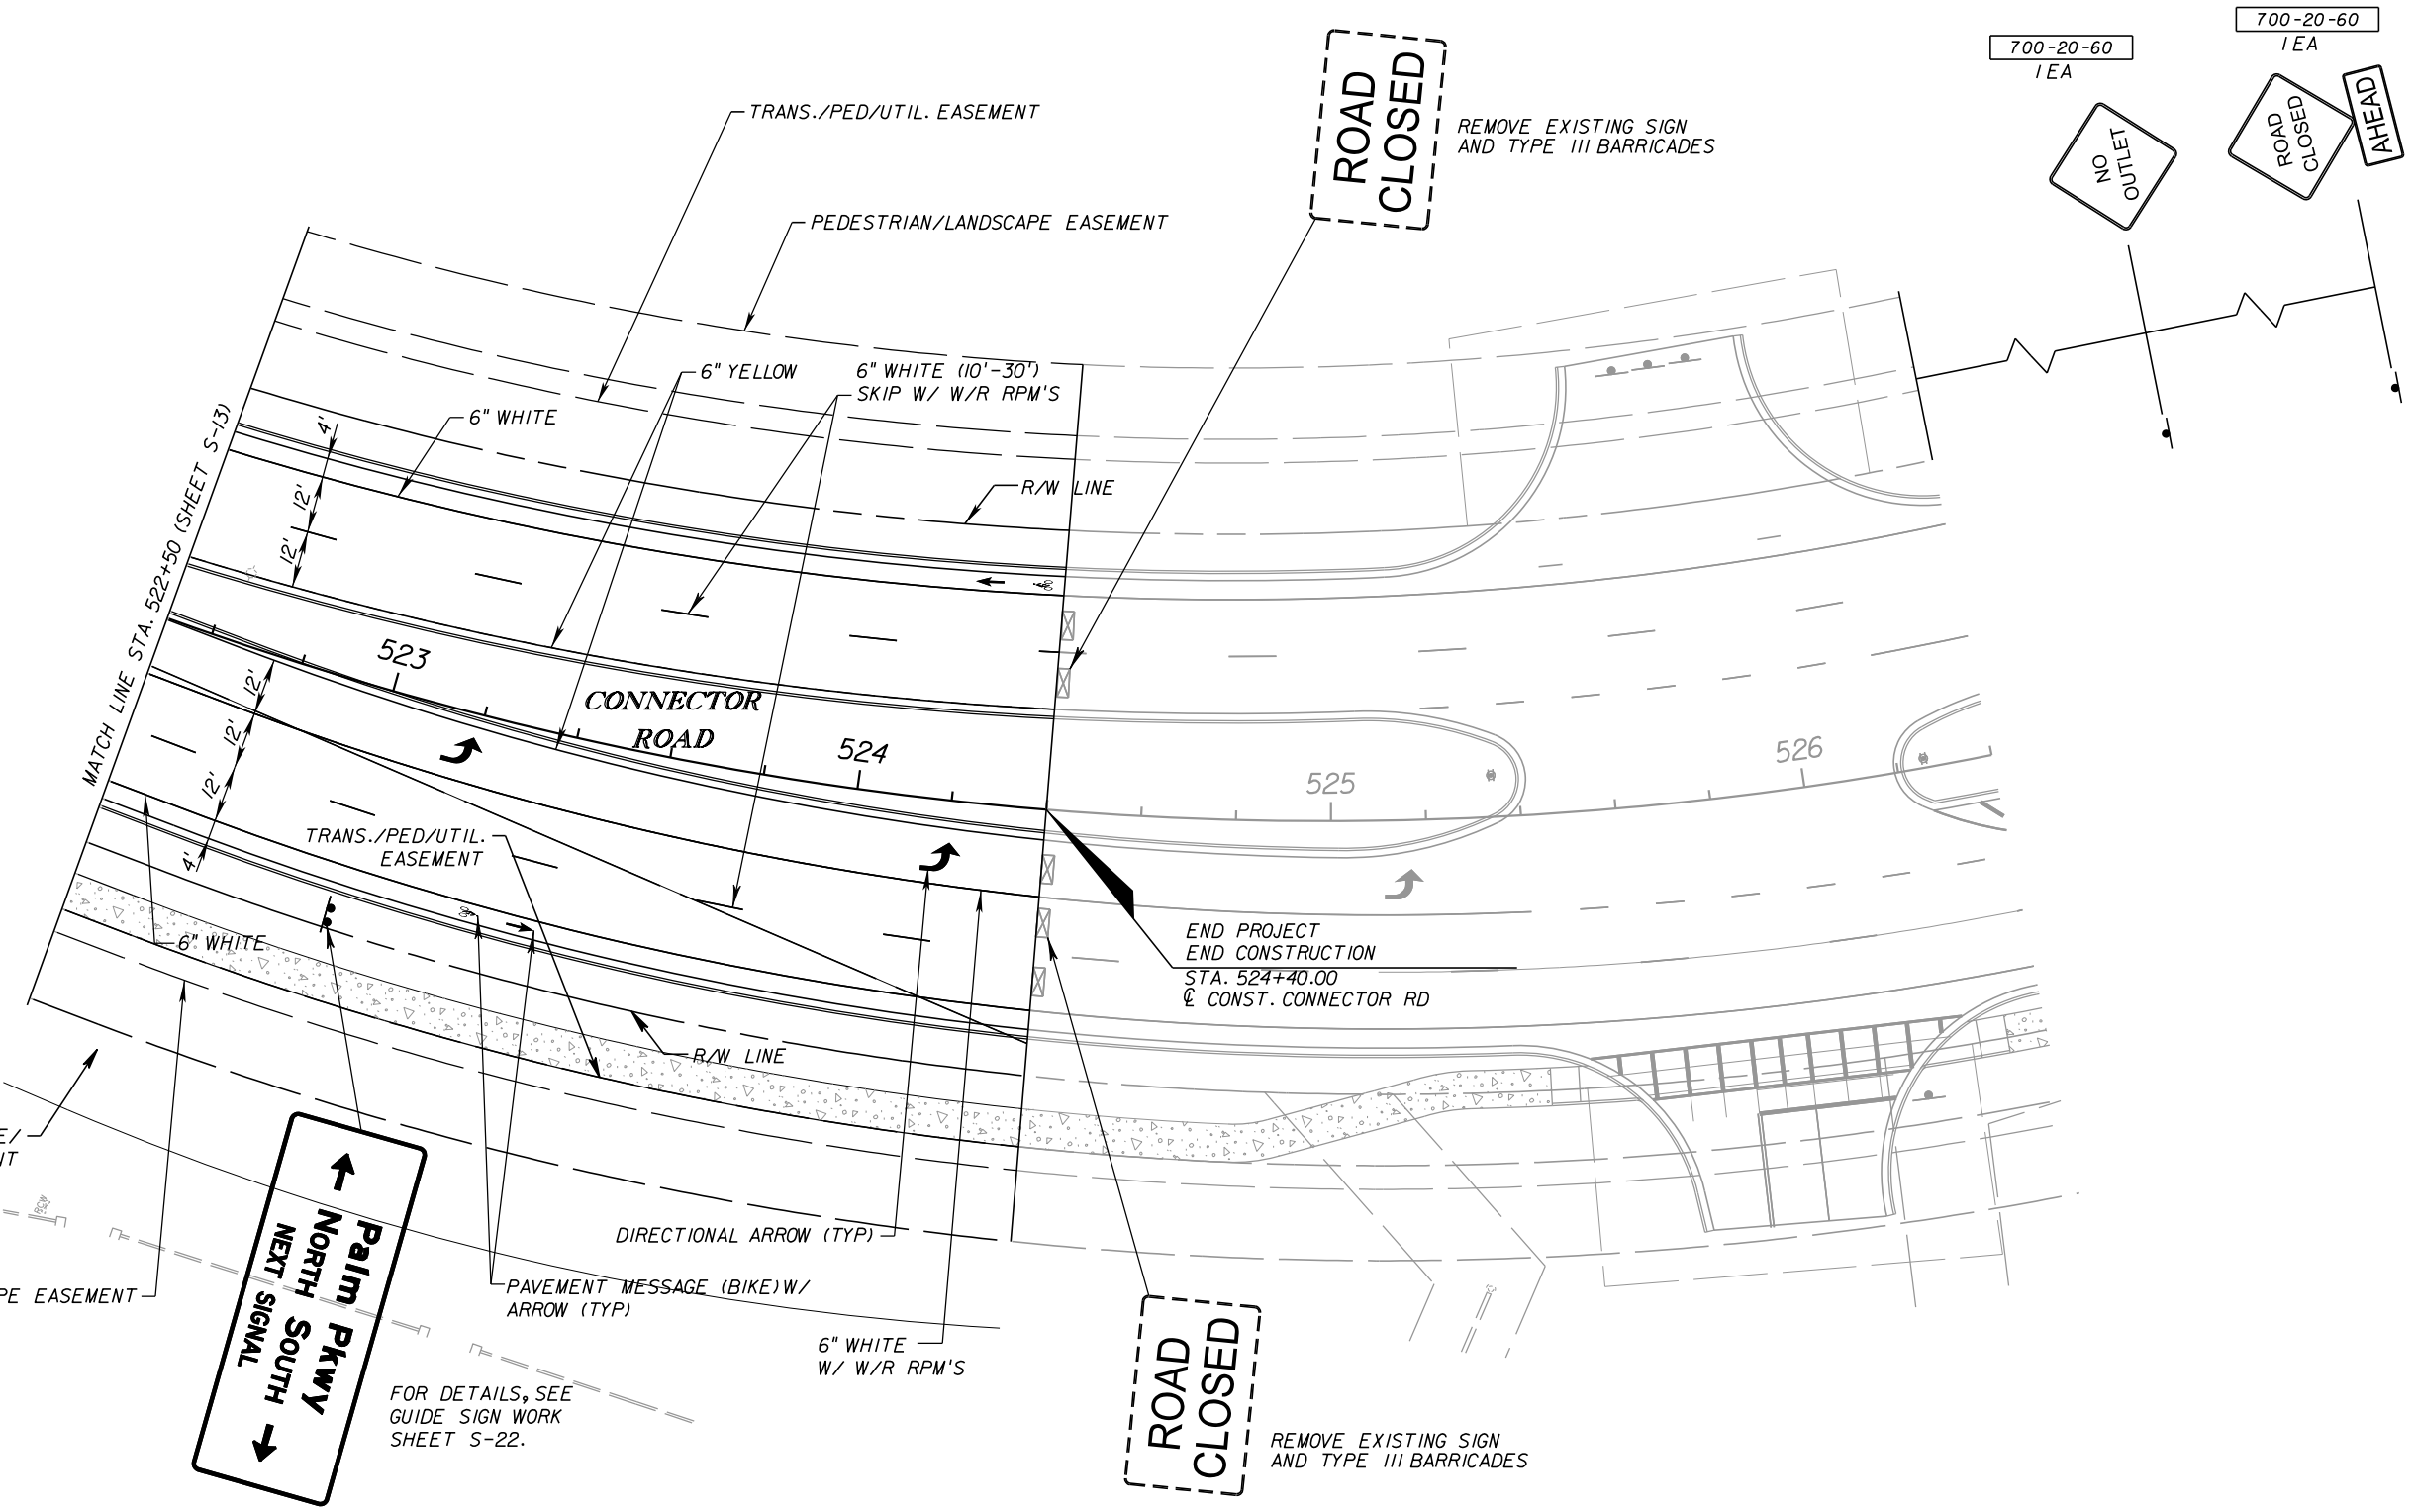 700-20-60
1 EA
700-20-60
1 EA
NO
OUTLET
ROAD
CLOSED
AHEAD
ROAD
CLOSED
REMOVE EXISTING SIGN
AND TYPE III BARRICADES
TRANS./PED/UTIL. EASEMENT
PEDESTRIAN/LANDSCAPE EASEMENT
6" YELLOW
6" WHITE (10'-30')
SKIP W/ W/R RPM'S
6" WHITE
R/W LINE
MATCH LINE STA. 522+50 (SHEET S-13)
4'
12'
12'
523
CONNECTOR
ROAD
524
525
526
12'
12'
12'
4'
TRANS./PED/UTIL.
EASEMENT
6" WHITE
END PROJECT
END CONSTRUCTION
STA. 524+40.00
℄ CONST. CONNECTOR RD
R/W LINE
E/
NT
PE EASEMENT
Palm Pkwy
NORTH SOUTH
NEXT SIGNAL
FOR DETAILS, SEE
GUIDE SIGN WORK
SHEET S-22.
DIRECTIONAL ARROW (TYP)
PAVEMENT MESSAGE (BIKE) W/
ARROW (TYP)
6" WHITE
W/ W/R RPM'S
ROAD
CLOSED
REMOVE EXISTING SIGN
AND TYPE III BARRICADES